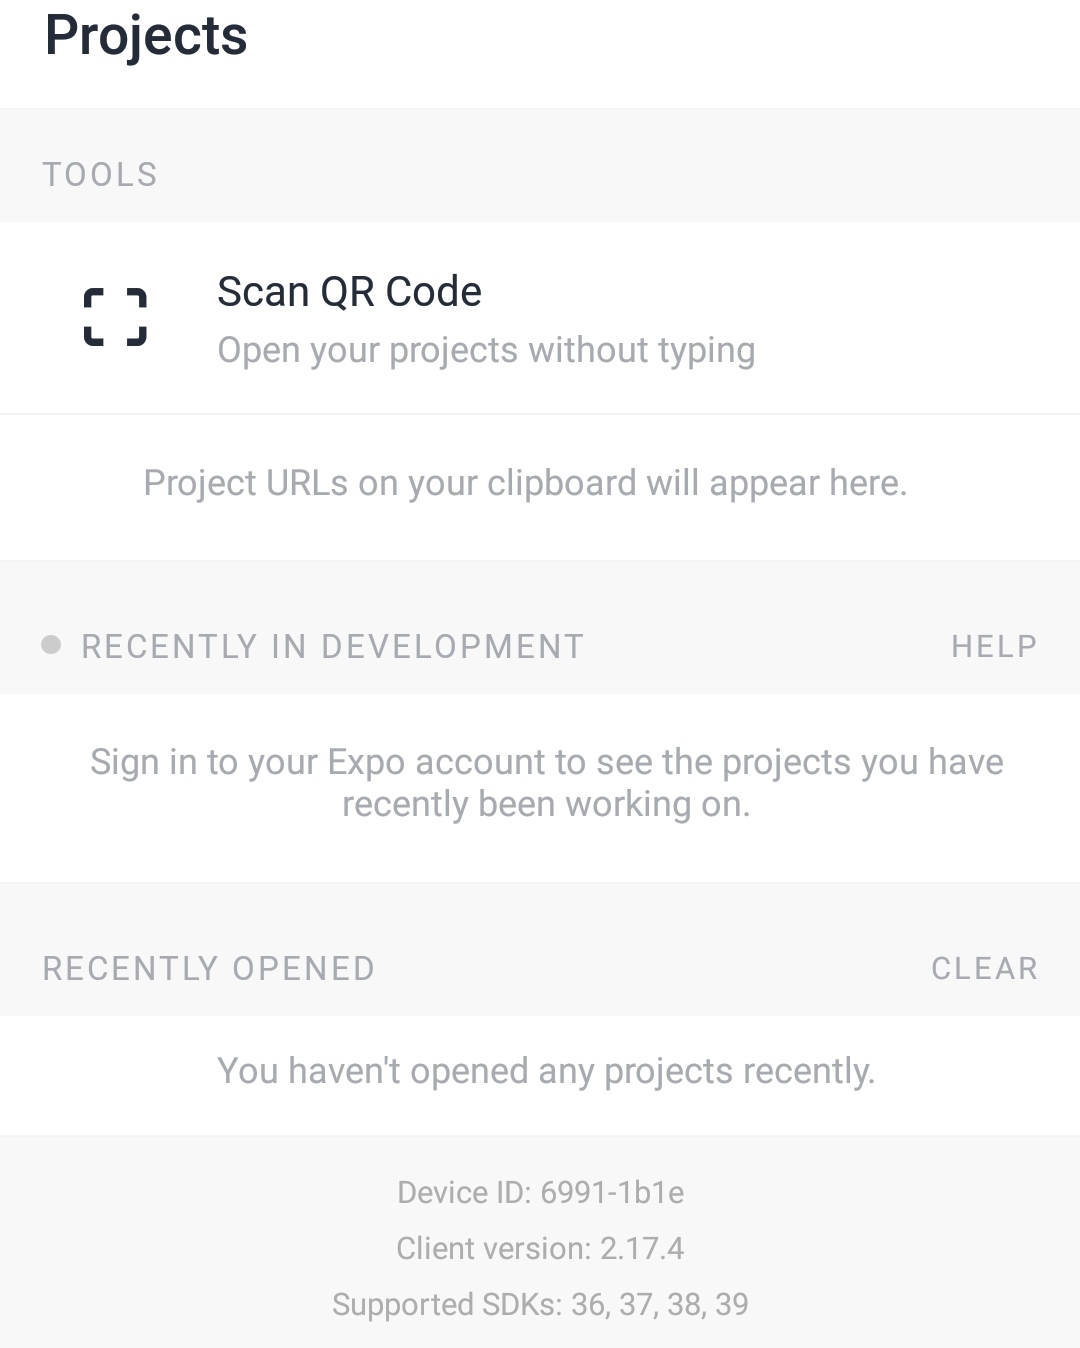 Projects
TOOLS
Scan QR Code
Open your projects without typing
Project URLs on your clipboard will appear here.
RECENTLY IN DEVELOPMENT HELP
Sign in to your Expo account to see the projects you have
recently been working on.
RECENTLY OPENED CLEAR
You haven't opened any projects recently.
Device ID: 6991-1b1e
Client version: 2.17.4
Supported SDKs: 36, 37, 38, 39